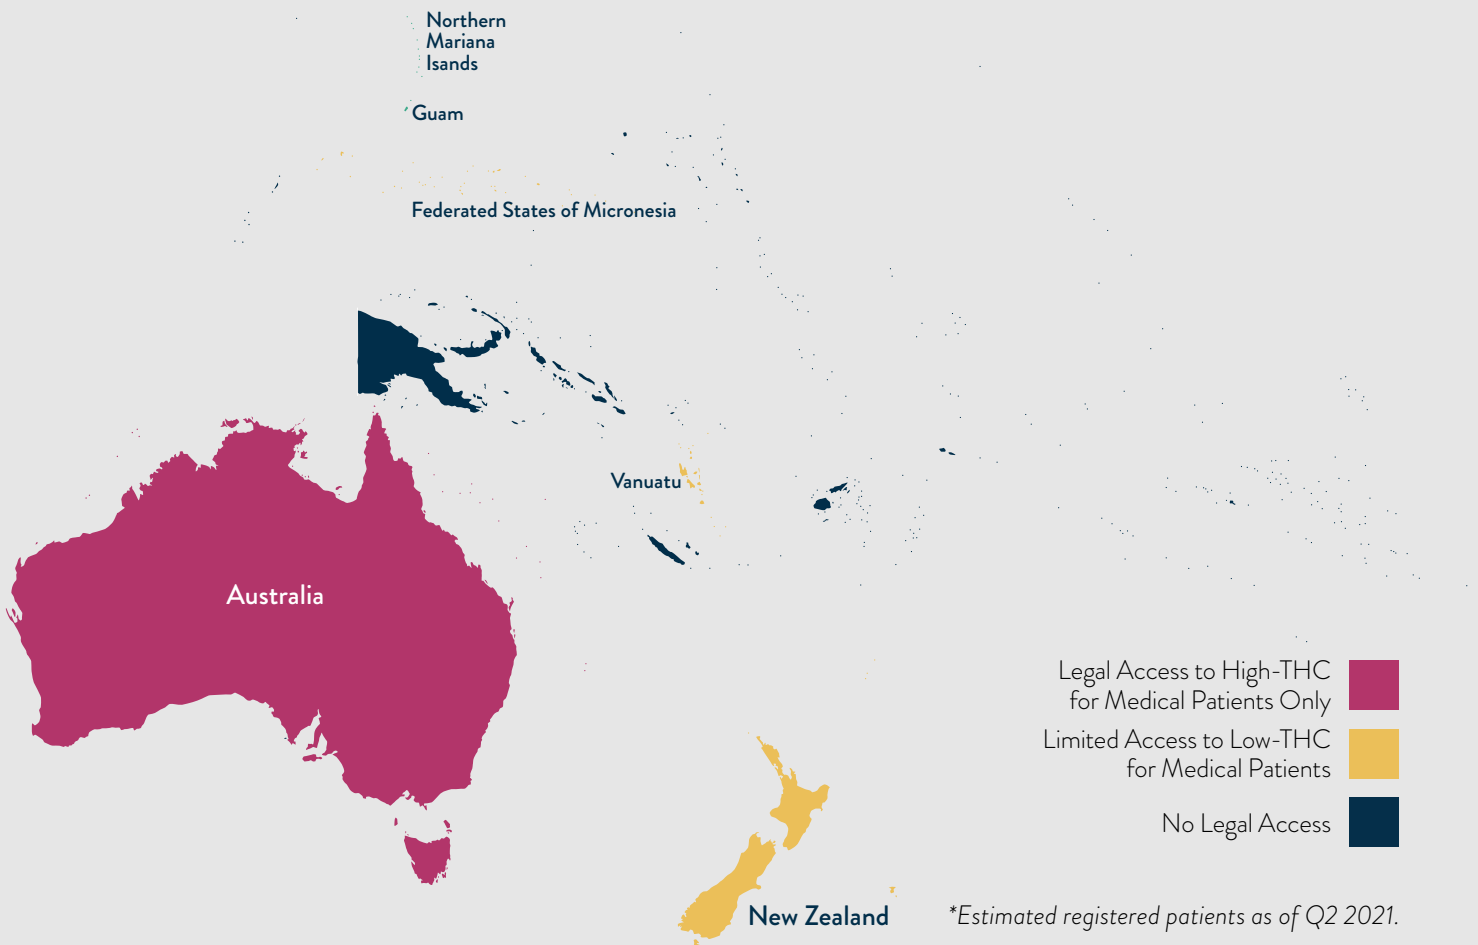 Northern
Mariana
Isands
Guam
Federated States of Micronesia
Vanuatu
Australia
Legal Access to High-THC
for Medical Patients Only
Limited Access to Low-THC
for Medical Patients
No Legal Access
New Zealand
*Estimated registered patients as of Q2 2021.